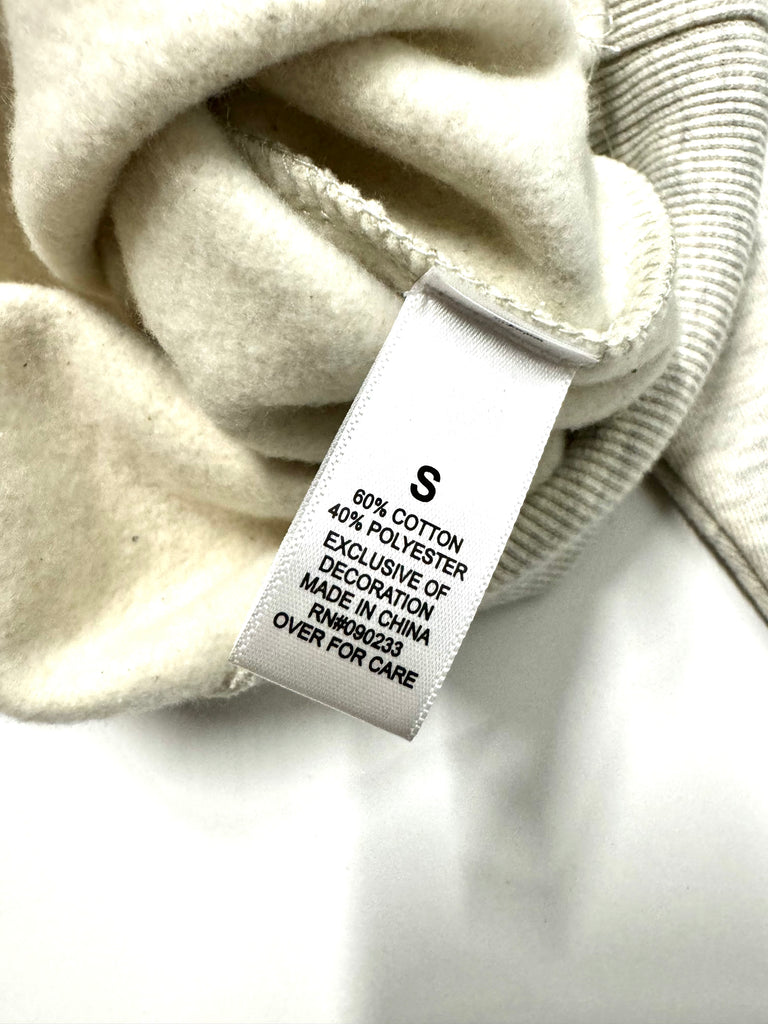 S
60% COTTON
40% POLYESTER
EXCLUSIVE OF
DECORATION
MADE IN CHINA
RN#090233
OVER FOR CARE